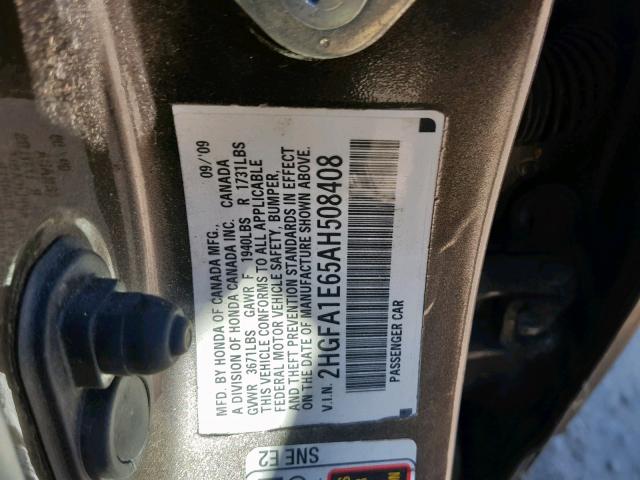 MFD. BY HONDA OF CANADA MFG., 09/'09
A DIVISION OF HONDA CANADA INC. CANADA
GVWR 3671LBS GAWR F 1940LBS R 1731LBS
THIS VEHICLE CONFORMS TO ALL APPLICABLE
FEDERAL MOTOR VEHICLE SAFETY, BUMPER,
AND THEFT PREVENTION STANDARDS IN EFFECT
ON THE DATE OF MANUFACTURE SHOWN ABOVE.
V.I.N. 2HGFA1E65AH508408
PASSENGER CAR
SNE E2